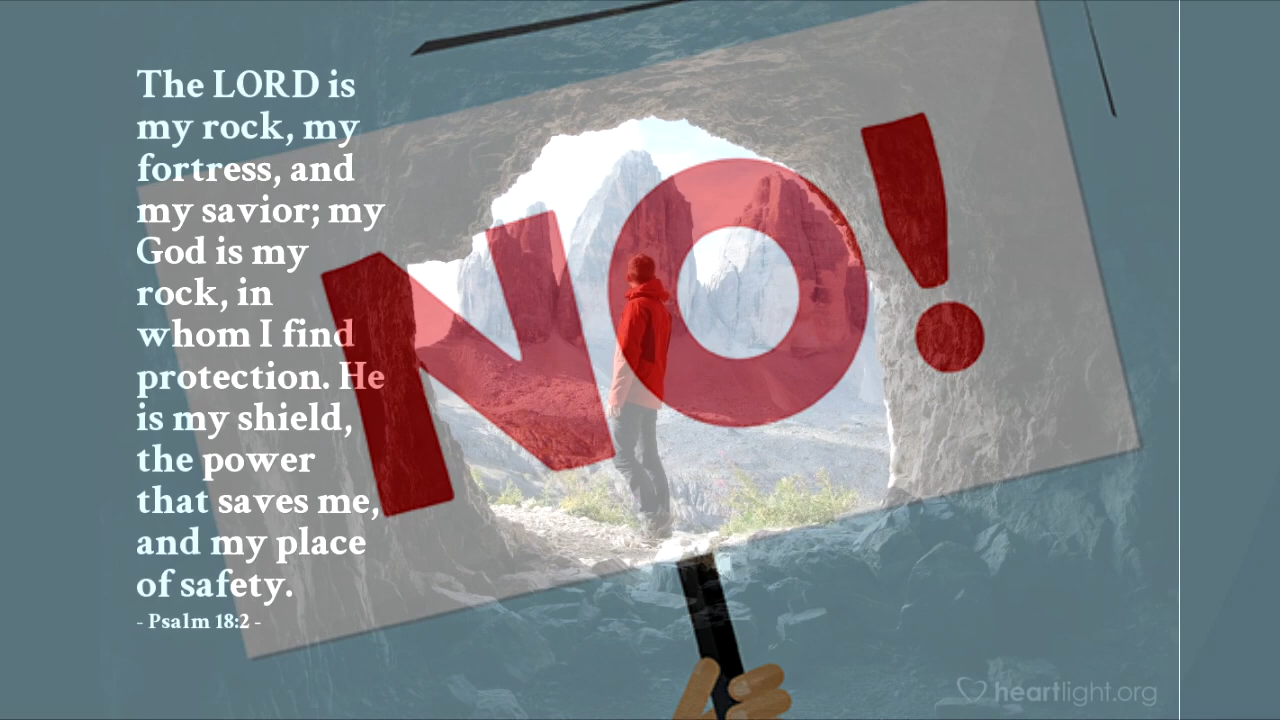 The LORD is
my rock, my
fortress, and
my savior; my
God is my
rock, in
whom I find
protection. He
is my shield,
the power
that saves me,
and my place
of safety.
- Psalm 18:2 -
NO!
heartlight.org